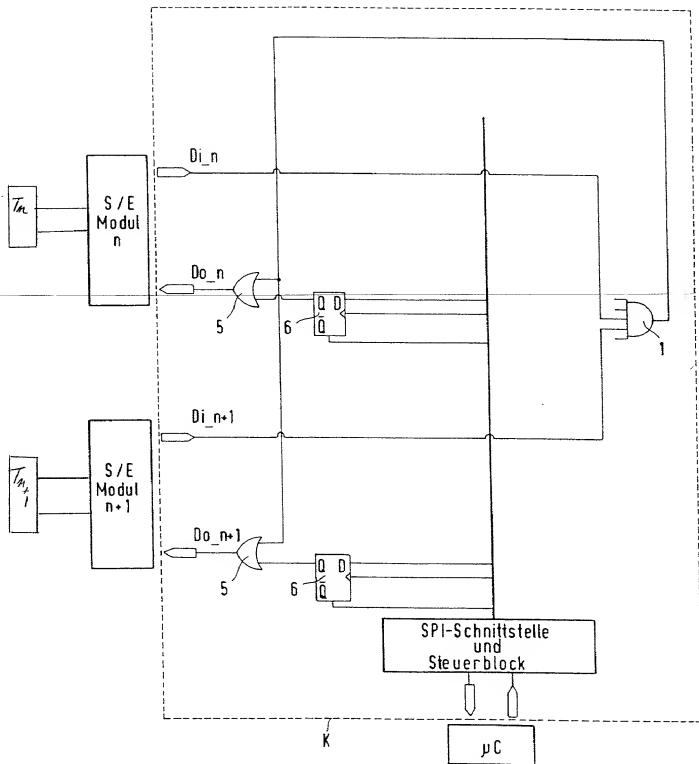 Di_n
Tn
S/E
Modul
n
Do_n
5
6
Q D
Q
1
Di_n+1
Tn+1
S/E
Modul
n+1
Do_n+1
5
6
Q D
Q
SPI-Schnittstelle
und
Steuerblock
K
µC